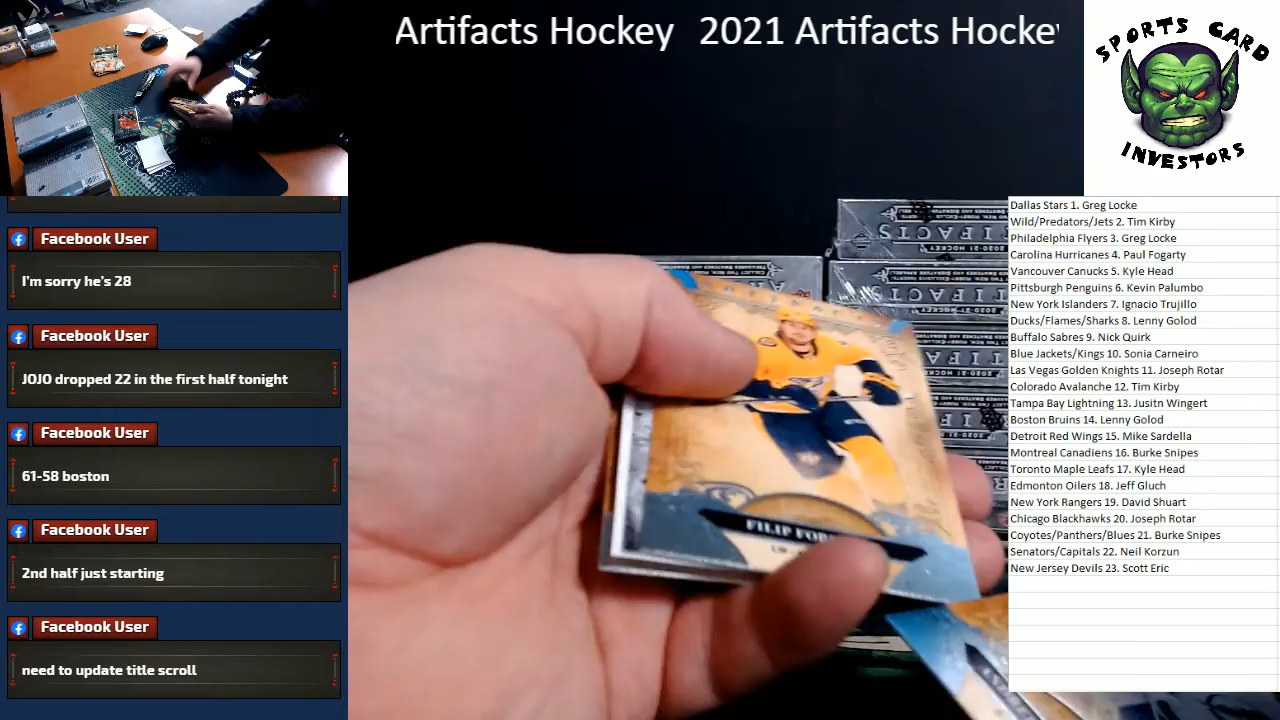 Artifacts Hockey 2021 Artifacts Hockey
SPORTS CARD
INVESTORS
Facebook User
I'm sorry he's 28
Facebook User
JOJO dropped 22 in the first half tonight
Facebook User
61-58 boston
Facebook User
2nd half just starting
Facebook User
need to update title scroll
FILIP FOR
Dallas Stars 1. Greg Locke
Wild/Predators/Jets 2. Tim Kirby
Philadelphia Flyers 3. Greg Locke
Carolina Hurricanes 4. Paul Fogarty
Vancouver Canucks 5. Kyle Head
Pittsburgh Penguins 6. Kevin Palumbo
New York Islanders 7. Ignacio Trujillo
Ducks/Flames/Sharks 8. Lenny Golod
Buffalo Sabres 9. Nick Quirk
Blue Jackets/Kings 10. Sonia Carneiro
Las Vegas Golden Knights 11. Joseph Rotar
Colorado Avalanche 12. Tim Kirby
Tampa Bay Lightning 13. Jusitn Wingert
Boston Bruins 14. Lenny Golod
Detroit Red Wings 15. Mike Sardella
Montreal Canadiens 16. Burke Snipes
Toronto Maple Leafs 17. Kyle Head
Edmonton Oilers 18. Jeff Gluch
New York Rangers 19. David Shuart
Chicago Blackhawks 20. Joseph Rotar
Coyotes/Panthers/Blues 21. Burke Snipes
Senators/Capitals 22. Neil Korzun
New Jersey Devils 23. Scott Eric